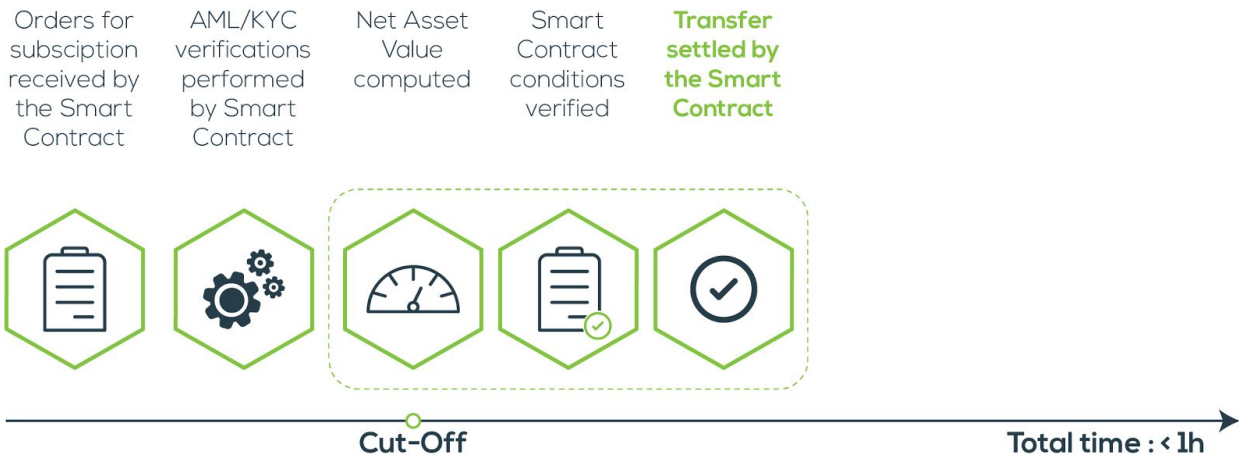 Orders for
subsciption
received by
the Smart
Contract
AML/KYC
verifications
performed
by Smart
Contract
Net Asset
Value
computed
Smart
Contract
conditions
verified
Transfer
settled by
the Smart
Contract
Cut-Off
Total time : < 1h